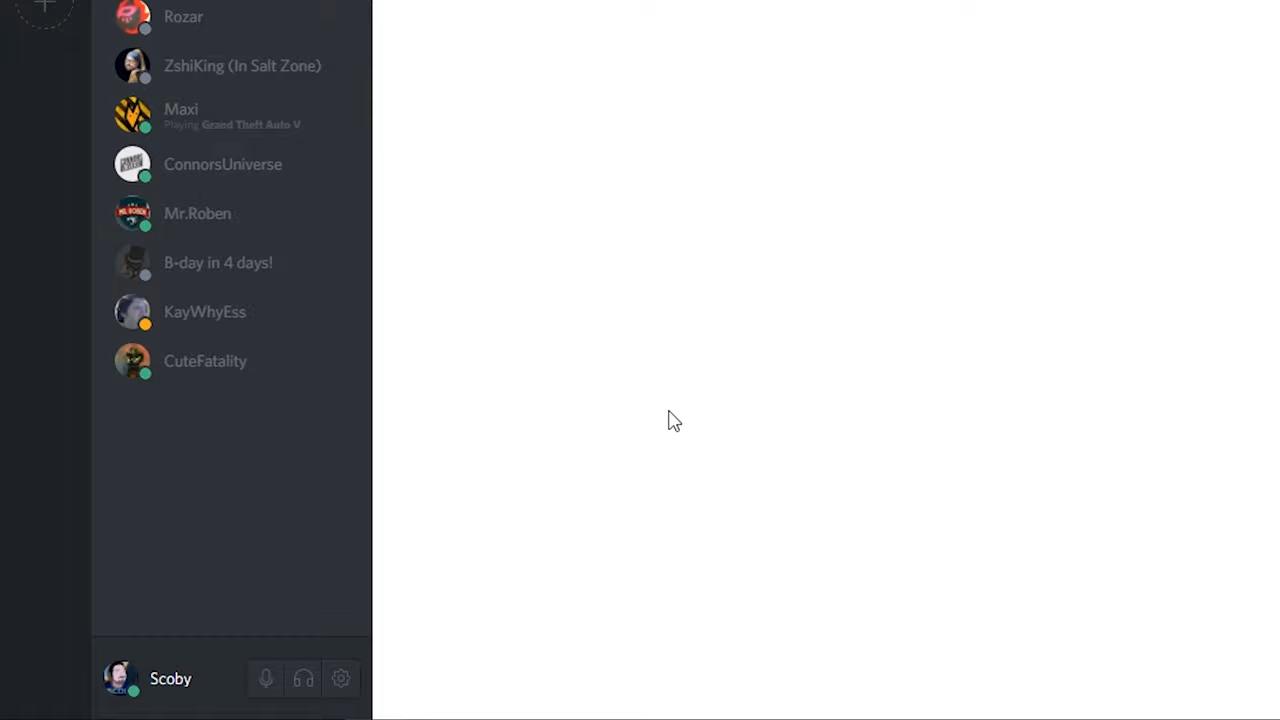 Rozar
ZshiKing (In Salt Zone)
Maxi
Playing Grand Theft Auto V
ConnorsUniverse
Mr.Roben
B-day in 4 days!
KayWhyEss
CuteFatality
Scoby